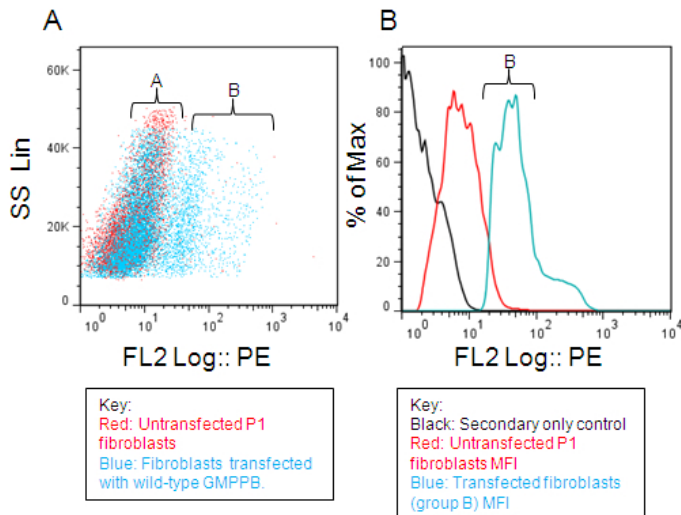 A
B
60K
40K
20K
0
SS Lin
A
B
10^0
10^1
10^2
10^3
10^4
FL2 Log:: PE
100
80
60
40
20
0
% of Max
B
10^0
10^1
10^2
10^3
10^4
FL2 Log:: PE
Key:
Red: Untransfected P1
fibroblasts
Blue: Fibroblasts transfected
with wild-type GMPPB.
Key:
Black: Secondary only control
Red: Untransfected P1
fibroblasts MFI
Blue: Transfected fibroblasts
(group B) MFI